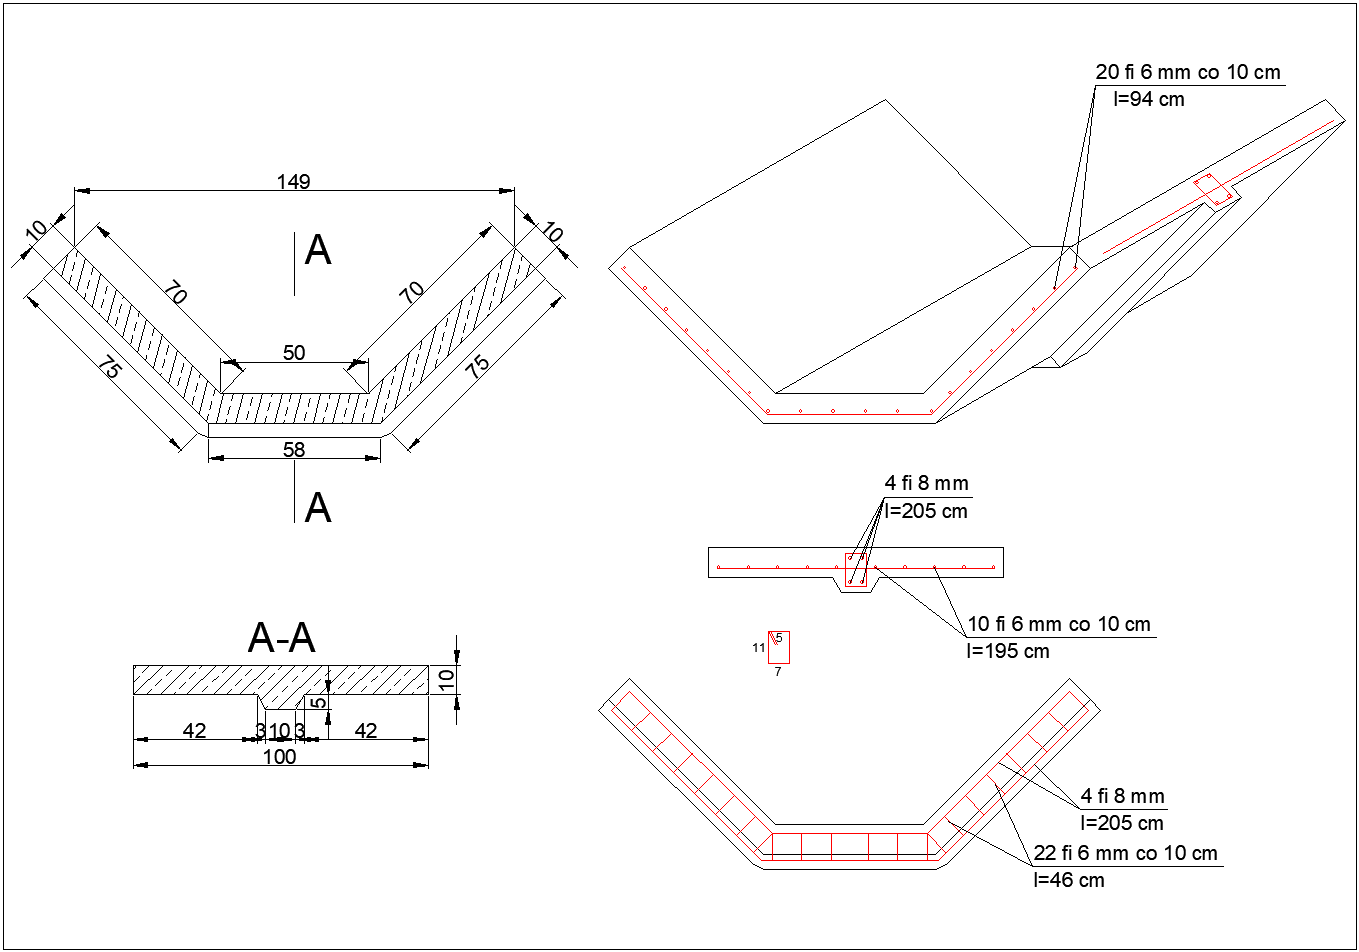 149
10
10
A
70
70
50
75
75
58
A
20 fi 6 mm co 10 cm
l=94 cm
4 fi 8 mm
l=205 cm
10 fi 6 mm co 10 cm
l=195 cm
5
11
7
A-A
10
5
42
3
10
3
42
100
4 fi 8 mm
l=205 cm
22 fi 6 mm co 10 cm
l=46 cm